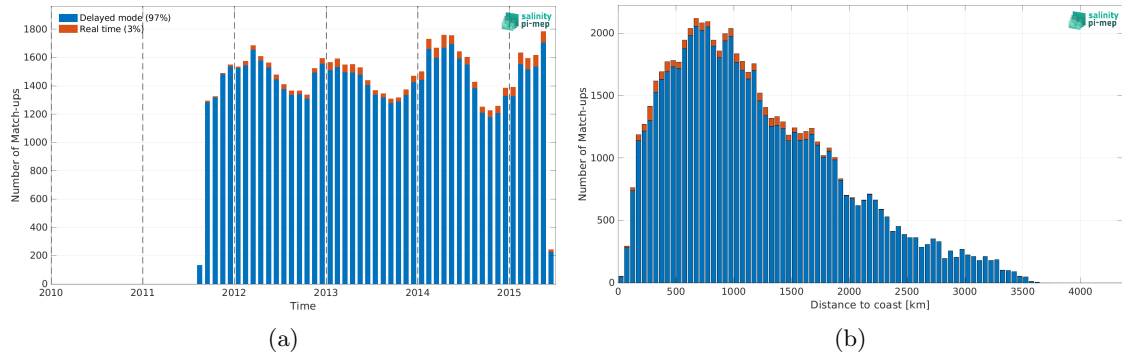 Delayed mode (97%)
Real time (3%)
salinity
pi-mep
Number of Match-ups
1800
1600
1400
1200
1000
800
600
400
200
0
2010 2011 2012 2013 2014 2015
Time
(a)
salinity
pi-mep
Number of Match-ups
2000
1500
1000
500
0
0 500 1000 1500 2000 2500 3000 3500 4000
Distance to coast [km]
(b)